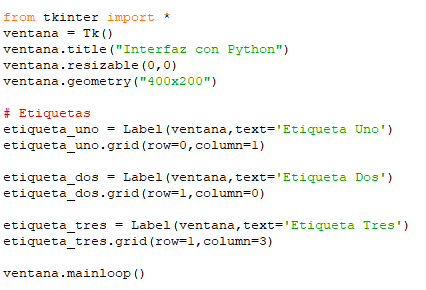 from tkinter import *
ventana = Tk()
ventana.title("Interfaz con Python")
ventana.resizable(0,0)
ventana.geometry("400x200")
# Etiquetas
etiqueta_uno = Label(ventana,text='Etiqueta Uno')
etiqueta_uno.grid(row=0,column=1)
etiqueta_dos = Label(ventana,text='Etiqueta Dos')
etiqueta_dos.grid(row=1,column=0)
etiqueta_tres = Label(ventana,text='Etiqueta Tres')
etiqueta_tres.grid(row=1,column=3)
ventana.mainloop()